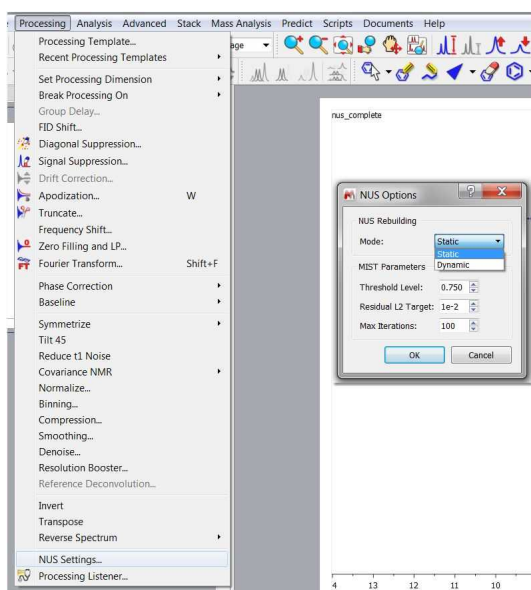 Processing Analysis Advanced Stack Mass Analysis Predict Scripts Documents Help
Processing Template...
Recent Processing Templates
Set Processing Dimension
Break Processing On
Group Delay...
FID Shift...
Diagonal Suppression...
Signal Suppression...
Drift Correction...
Apodization... W
Truncate...
Frequency Shift...
Zero Filling and LP...
Fourier Transform... Shift+F
Phase Correction
Baseline
Symmetrize
Tilt 45
Reduce t1 Noise
Covariance NMR
Normalize...
Binning...
Compression...
Smoothing...
Denoise...
Resolution Booster...
Reference Deconvolution...
Invert
Transpose
Reverse Spectrum
NUS Settings...
Processing Listener...
age
nus_complete
NUS Options
NUS Rebuilding
Mode: Static
Static
Dynamic
MIST Parameters
Threshold Level: 0.750
Residual L2 Target: 1e-2
Max Iterations: 100
OK Cancel
4 13 12 11 10